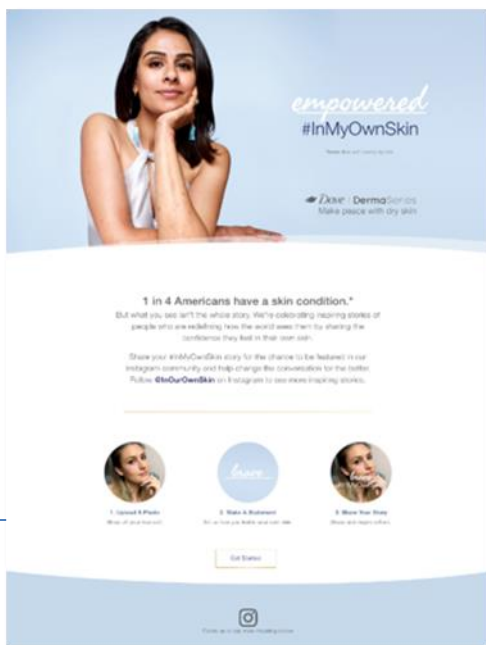 empowered
#InMyOwnSkin
Dove | DermaSeries
Make peace with dry skin
1 in 4 Americans have a skin condition.*
But what you see isn't the whole story. We're celebrating inspiring stories of
people who are redefining how the world sees them by sharing the
confidence they feel in their own skin.
Share your #InMyOwnSkin story for the chance to be featured in our
Instagram community and help change the conversation for the better.
Follow @InOurOwnSkin on Instagram to see more inspiring stories.
brave
1. Upload A Photo
2. Make A Statement
3. Share Your Story
Get Started